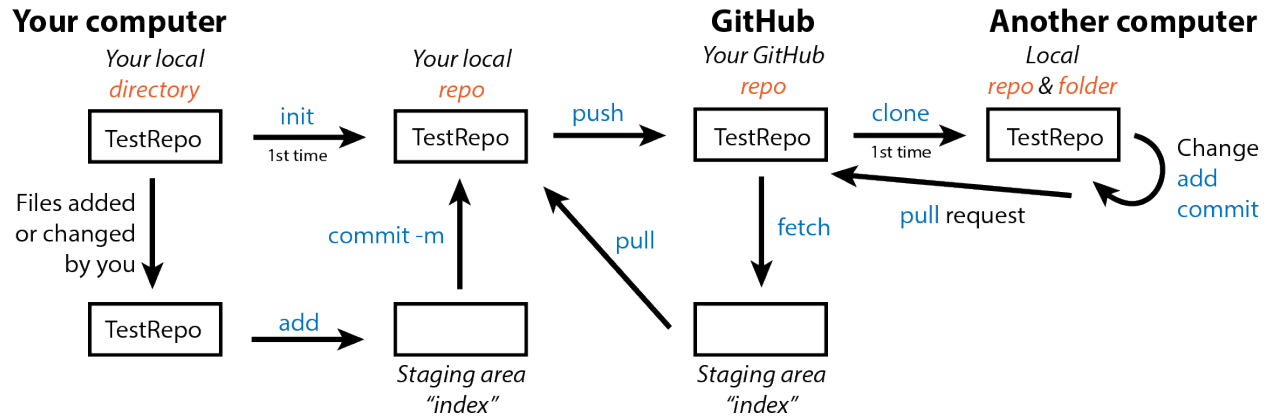 Your computer
GitHub
Another computer
Your local
directory
Your local
repo
Your GitHub
repo
Local
repo & folder
TestRepo
init
1st time
TestRepo
push
TestRepo
clone
1st time
TestRepo
Change
add
commit
Files added
or changed
by you
commit -m
pull
fetch
pull request
TestRepo
add
Staging area
“index”
Staging area
“index”